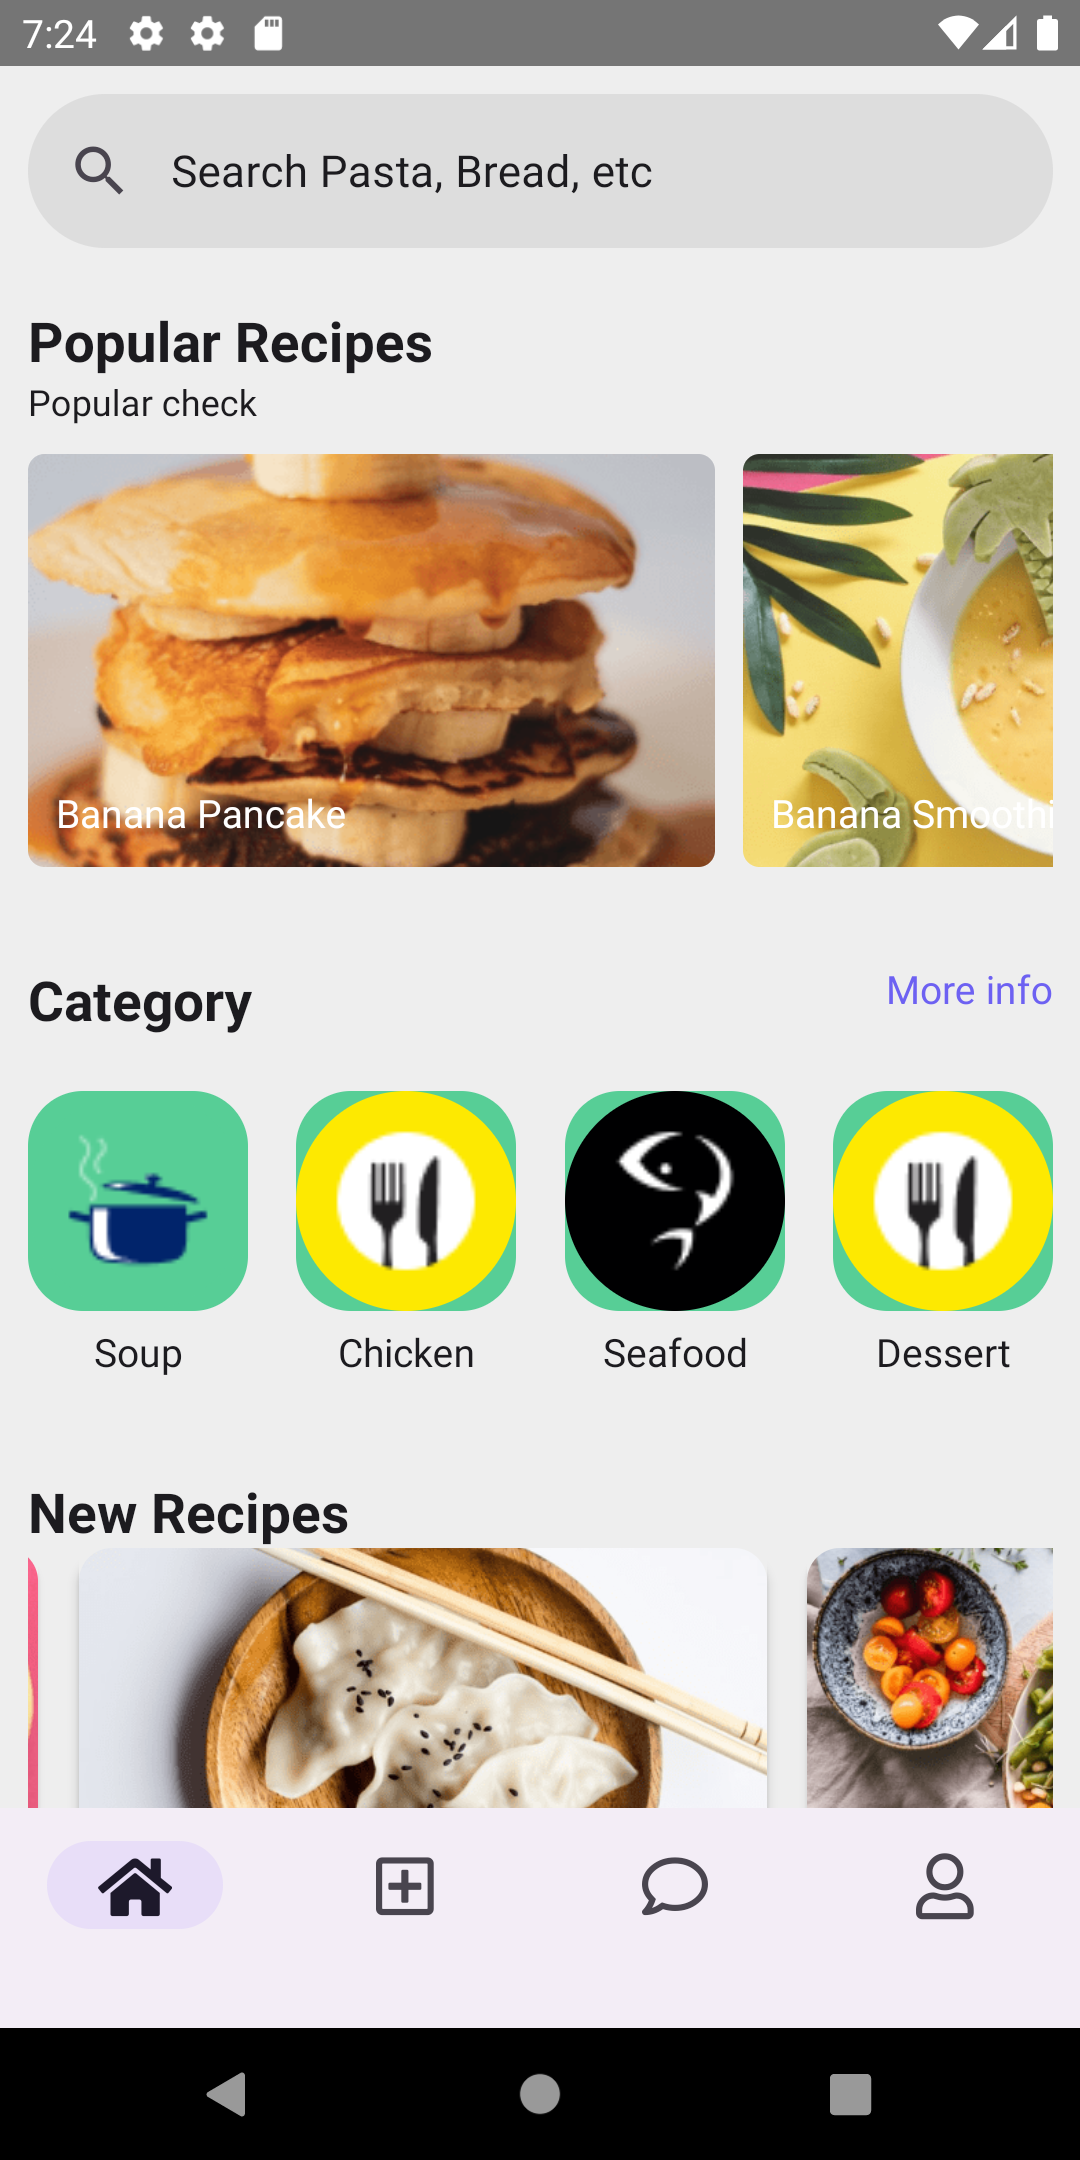 7:24
Search Pasta, Bread, etc
Popular Recipes
Popular check
Banana Pancake
Banana Smoothi
Category
More info
Soup
Chicken
Seafood
Dessert
New Recipes